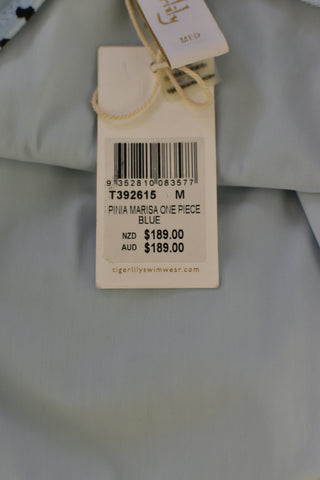 MED
9 352810 083577
T392615 M
PINIA MARISA ONE PIECE
BLUE
NZD $189.00
AUD $189.00
tigerlilyswimwear.com